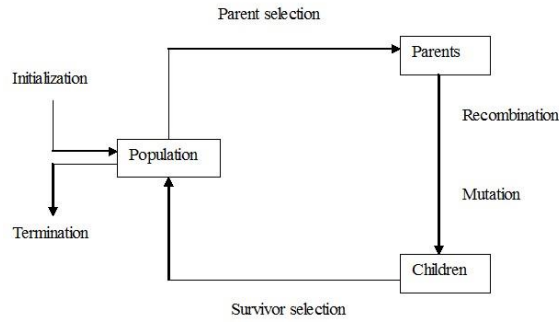 Parent selection
Parents
Initialization
Recombination
Population
Mutation
Termination
Children
Survivor selection